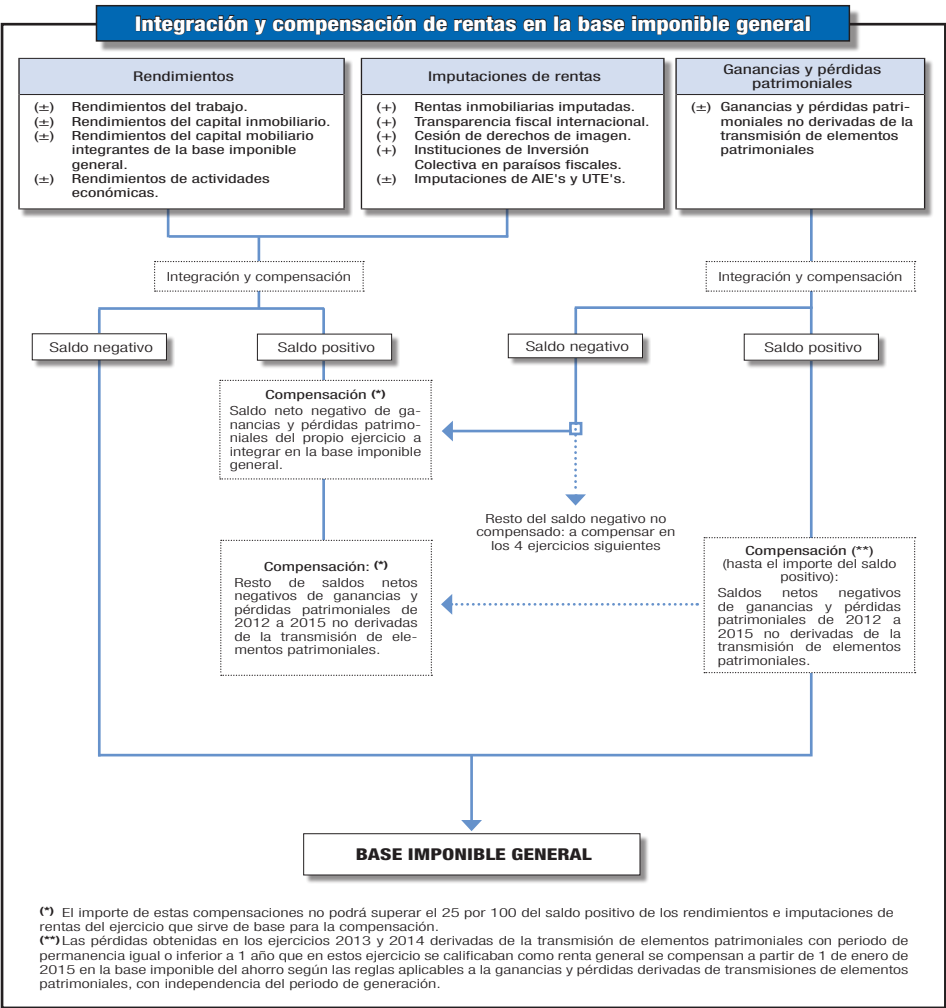 Integración y compensación de rentas en la base imponible general
Rendimientos
(±) Rendimientos del trabajo.
(±) Rendimientos del capital inmobiliario.
(±) Rendimientos del capital mobiliario
integrantes de la base imponible
general.
(±) Rendimientos de actividades
económicas.
Imputaciones de rentas
(+) Rentas inmobiliarias imputadas.
(+) Transparencia fiscal internacional.
(+) Cesión de derechos de imagen.
(+) Instituciones de Inversión
Colectiva en paraísos fiscales.
(±) Imputaciones de AIE's y UTE's.
Ganancias y pérdidas
patrimoniales
(±) Ganancias y pérdidas patri-
moniales no derivadas de la
transmisión de elementos
patrimoniales
Integración y compensación
Integración y compensación
Saldo negativo
Saldo positivo
Saldo negativo
Saldo positivo
Compensación (*)
Saldo neto negativo de ga-
nancias y pérdidas patrimo-
niales del propio ejercicio a
integrar en la base imponible
general.
Resto del saldo negativo no
compensado: a compensar en
los 4 ejercicios siguientes
Compensación: (*)
Resto de saldos netos
negativos de ganancias y
pérdidas patrimoniales de
2012 a 2015 no derivadas
de la transmisión de ele-
mentos patrimoniales.
Compensación (**)
(hasta el importe del saldo
positivo):
Saldos netos negativos
de ganancias y pérdidas
patrimoniales de 2012 a
2015 no derivadas de la
transmisión de elementos
patrimoniales.
BASE IMPONIBLE GENERAL
(*) El importe de estas compensaciones no podrá superar el 25 por 100 del saldo positivo de los rendimientos e imputaciones de
rentas del ejercicio que sirve de base para la compensación.
(**) Las pérdidas obtenidas en los ejercicios 2013 y 2014 derivadas de la transmisión de elementos patrimoniales con periodo de
permanencia igual o inferior a 1 año que en estos ejercicio se calificaban como renta general se compensan a partir de 1 de enero de
2015 en la base imponible del ahorro según las reglas aplicables a la ganancias y pérdidas derivadas de transmisiones de elementos
patrimoniales, con independencia del periodo de generación.